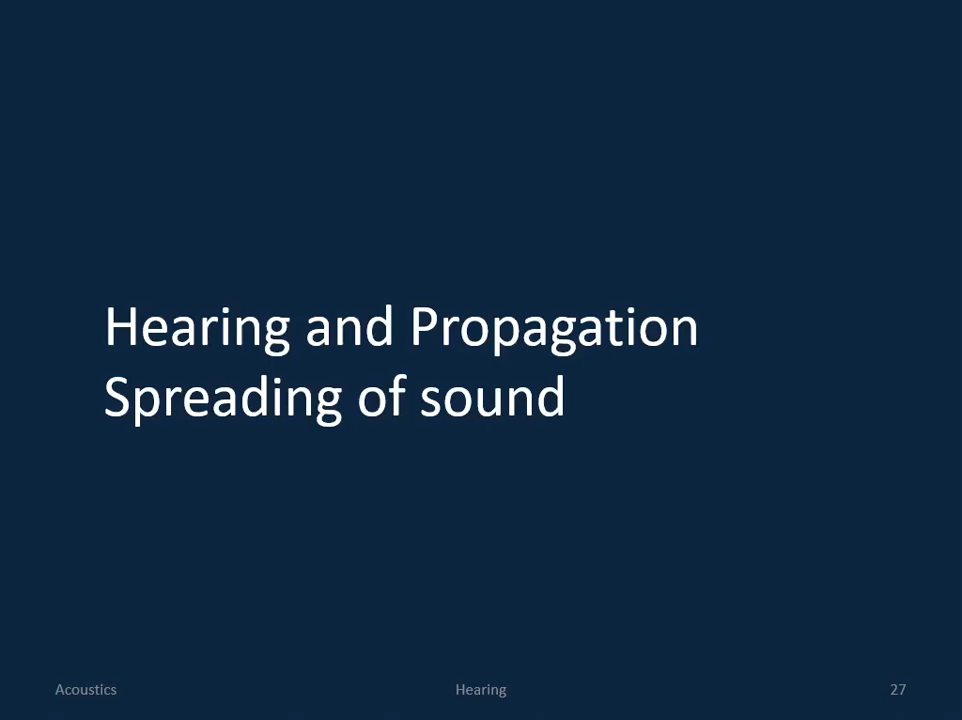 Hearing and Propagation
Spreading of sound
Acoustics
Hearing
27